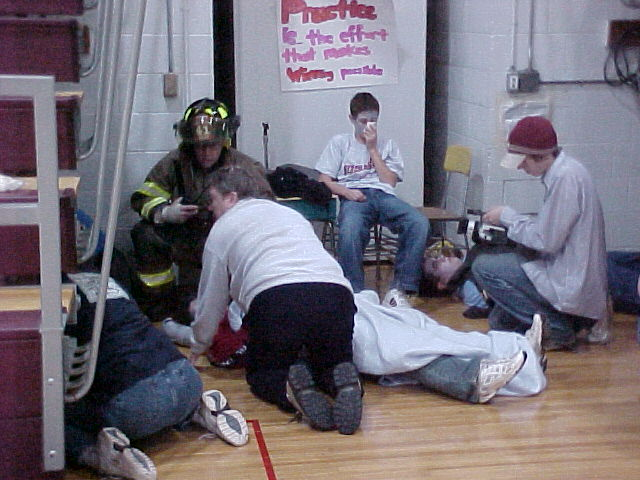 Practice
Is the effort
that makes
Winning possible